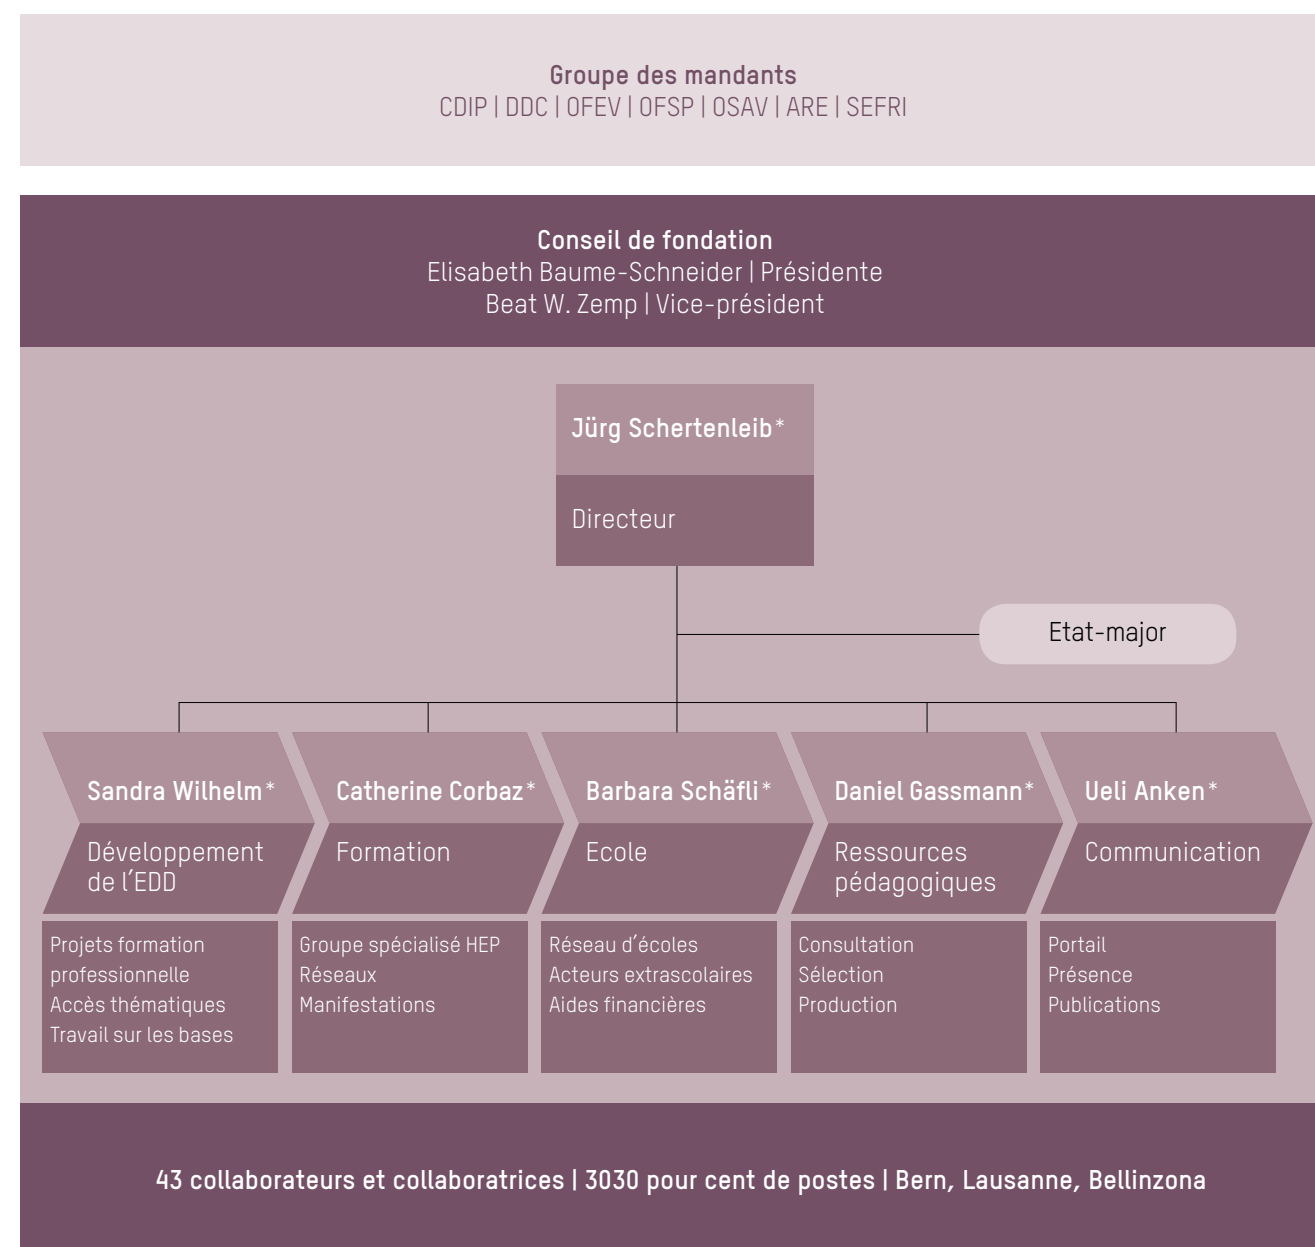 Groupe des mandants
CDIP | DDC | OFEV | OFSP | OSAV | ARE | SEFRI
Conseil de fondation
Elisabeth Baume-Schneider | Présidente
Beat W. Zemp | Vice-président
Jürg Schertenleib*
Directeur
Etat-major
Sandra Wilhelm*
Développement
de l'EDD
Projets formation
professionnelle
Accès thématiques
Travail sur les bases
Catherine Corbaz*
Formation
Groupe spécialisé HEP
Réseaux
Manifestations
Barbara Schäfli*
Ecole
Réseau d'écoles
Acteurs extrascolaires
Aides financières
Daniel Gassmann*
Ressources
pédagogiques
Consultation
Sélection
Production
Ueli Anken*
Communication
Portail
Présence
Publications
43 collaborateurs et collaboratrices | 3030 pour cent de postes | Bern, Lausanne, Bellinzona